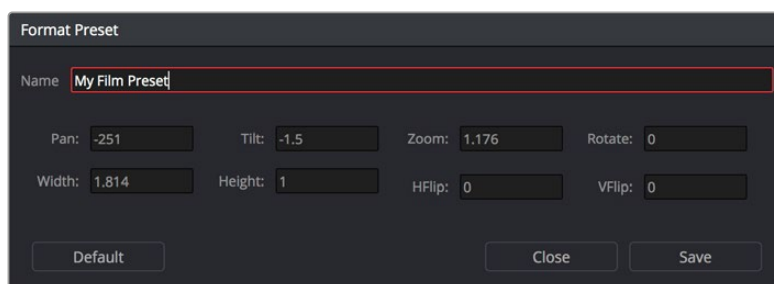 Format Preset
Name My Film Preset
Pan: -251 Tilt: -1.5 Zoom: 1.176 Rotate: 0
Width: 1.814 Height: 1 HFlip: 0 VFlip: 0
Default Close Save